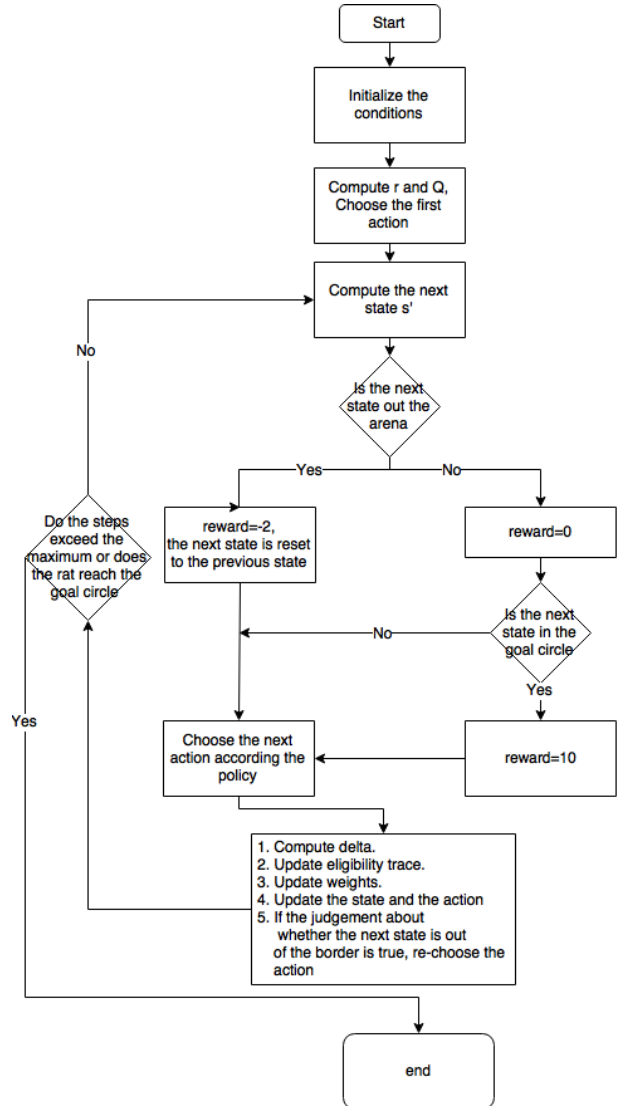 Start
Initialize the
conditions
Compute r and Q,
Choose the first
action
Compute the next
state s'
No
Is the next
state out the
arena
Yes
No
Do the steps
exceed the
maximum or does
the rat reach the
goal circle
reward=-2,
the next state is reset
to the previous state
reward=0
Is the next
state in the
goal circle
No
Yes
Yes
Choose the next
action according the
policy
reward=10
1. Compute delta.
2. Update eligibility trace.
3. Update weights.
4. Update the state and the action
5. If the judgement about
whether the next state is out
of the border is true, re-choose the
action
end